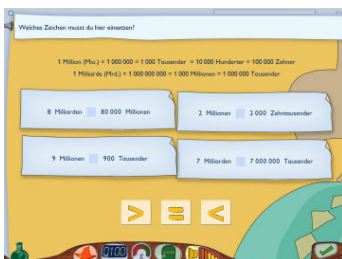 Welches Zeichen musst du hier einsetzen?
1 Million (Mio.) = 1 000 000 = 1 000 Tausender = 10 000 Hunderter = 100 000 Zehner
1 Milliarde (Mrd.) = 1 000 000 000 = 1 000 Millionen = 1 000 000 Tausender
8 Milliarden 80 000 Millionen
2 Millionen 2 000 Zehntausender
9 Millionen 900 Tausender
7 Milliarden 7 000 000 Tausender
> = <